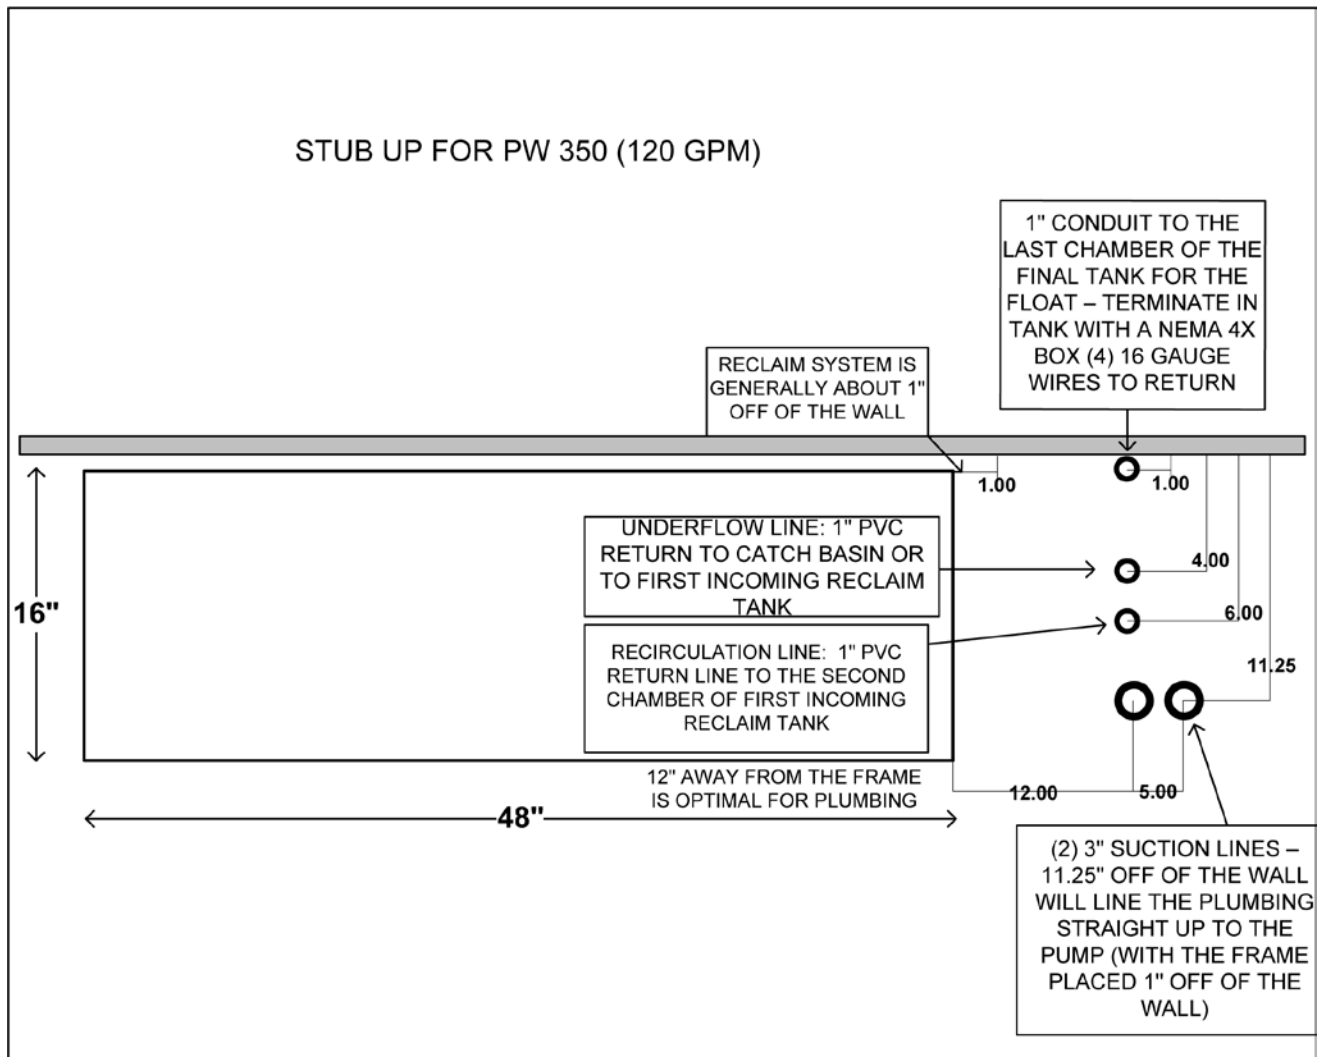 STUB UP FOR PW 350 (120 GPM)
1" CONDUIT TO THE
LAST CHAMBER OF THE
FINAL TANK FOR THE
FLOAT – TERMINATE IN
TANK WITH A NEMA 4X
BOX (4) 16 GAUGE
WIRES TO RETURN
RECLAIM SYSTEM IS
GENERALLY ABOUT 1"
OFF OF THE WALL
1.00
1.00
UNDERFLOW LINE: 1" PVC
RETURN TO CATCH BASIN OR
TO FIRST INCOMING RECLAIM
TANK
4.00
16"
6.00
RECIRCULATION LINE: 1" PVC
RETURN LINE TO THE SECOND
CHAMBER OF FIRST INCOMING
RECLAIM TANK
11.25
12" AWAY FROM THE FRAME
IS OPTIMAL FOR PLUMBING
12.00
5.00
48"
(2) 3" SUCTION LINES –
11.25" OFF OF THE WALL
WILL LINE THE PLUMBING
STRAIGHT UP TO THE
PUMP (WITH THE FRAME
PLACED 1" OFF OF THE
WALL)